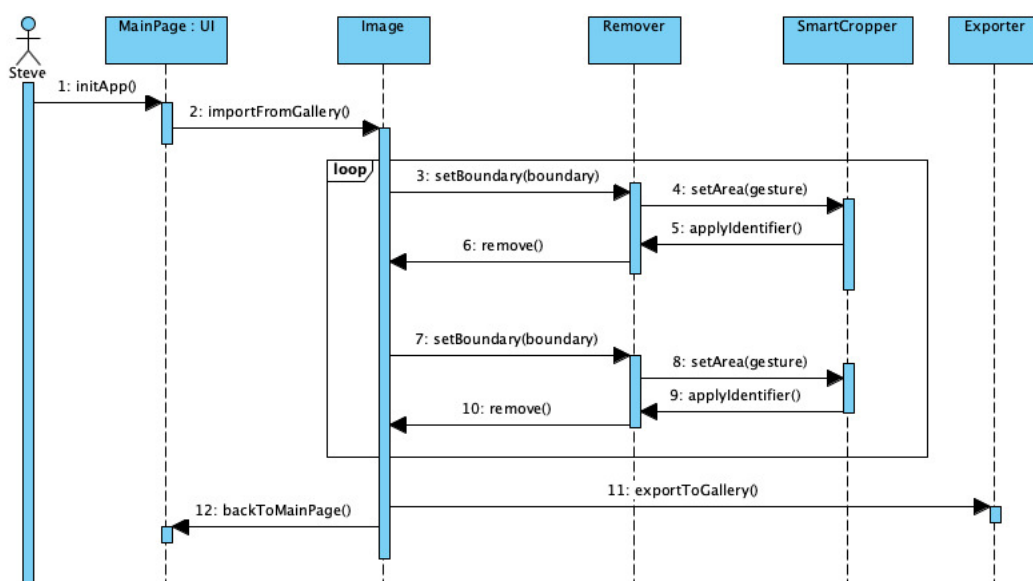 MainPage : UI
Image
Remover
SmartCropper
Exporter
Steve
1: initApp()
2: importFromGallery()
loop
3: setBoundary(boundary)
4: setArea(gesture)
5: applyIdentifier()
6: remove()
7: setBoundary(boundary)
8: setArea(gesture)
9: applyIdentifier()
10: remove()
11: exportToGallery()
12: backToMainPage()